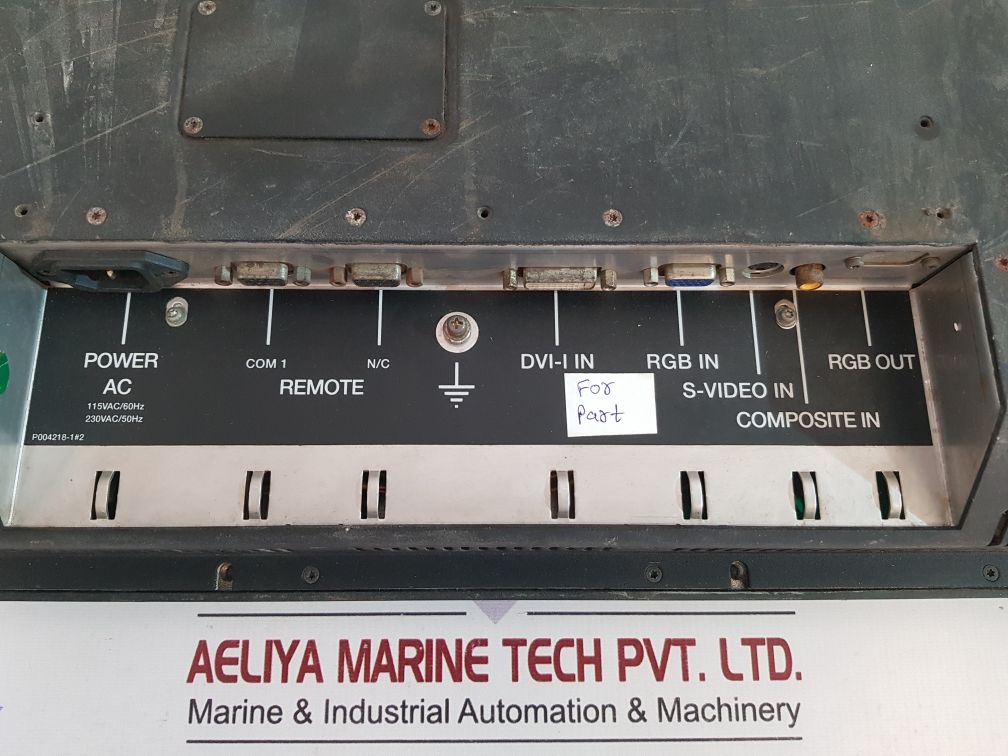 POWER
AC
115VAC/60Hz
230VAC/50Hz
P004218-1#2
COM 1
N/C
REMOTE
DVI-I IN
RGB IN
S-VIDEO IN
COMPOSITE IN
RGB OUT
For
Part
AELIYA MARINE TECH PVT. LTD.
Marine & Industrial Automation & Machinery